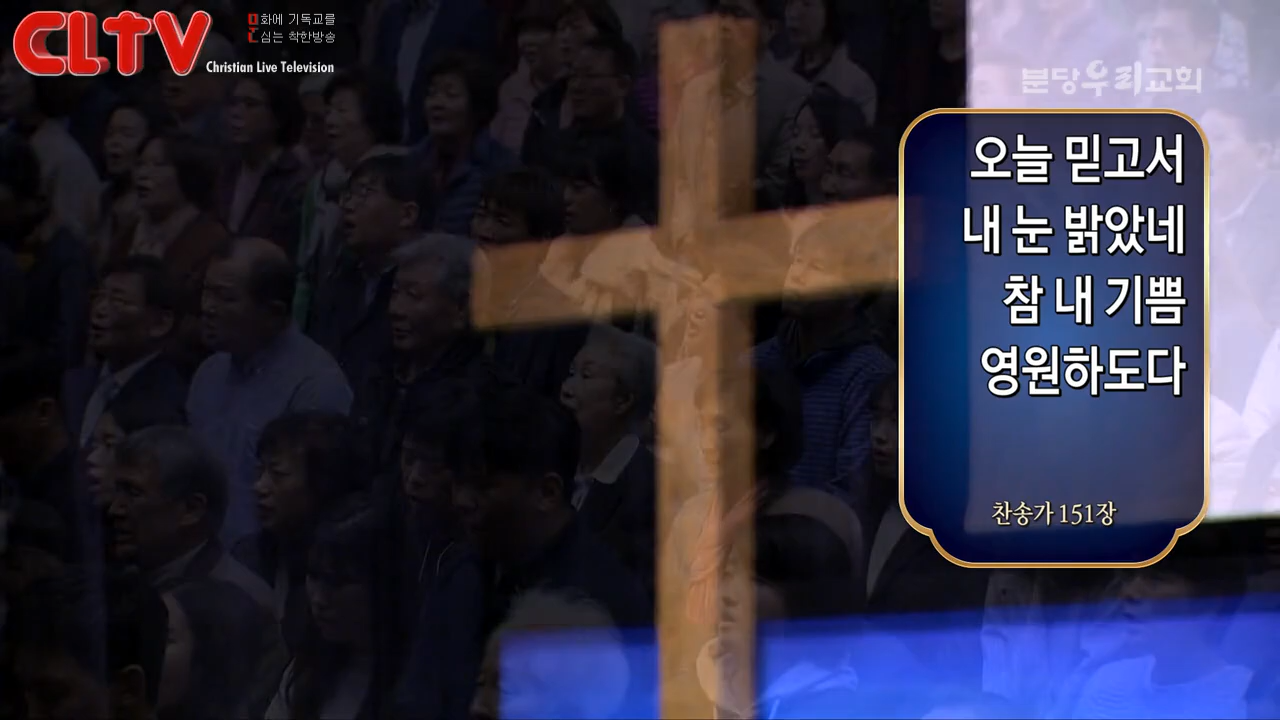 CLTV
문화에 기독교를
심는 착한방송
Christian Live Television
분당우리교회
오늘 믿고서
내 눈 밝았네
참 내 기쁨
영원하도다
찬송가 151장